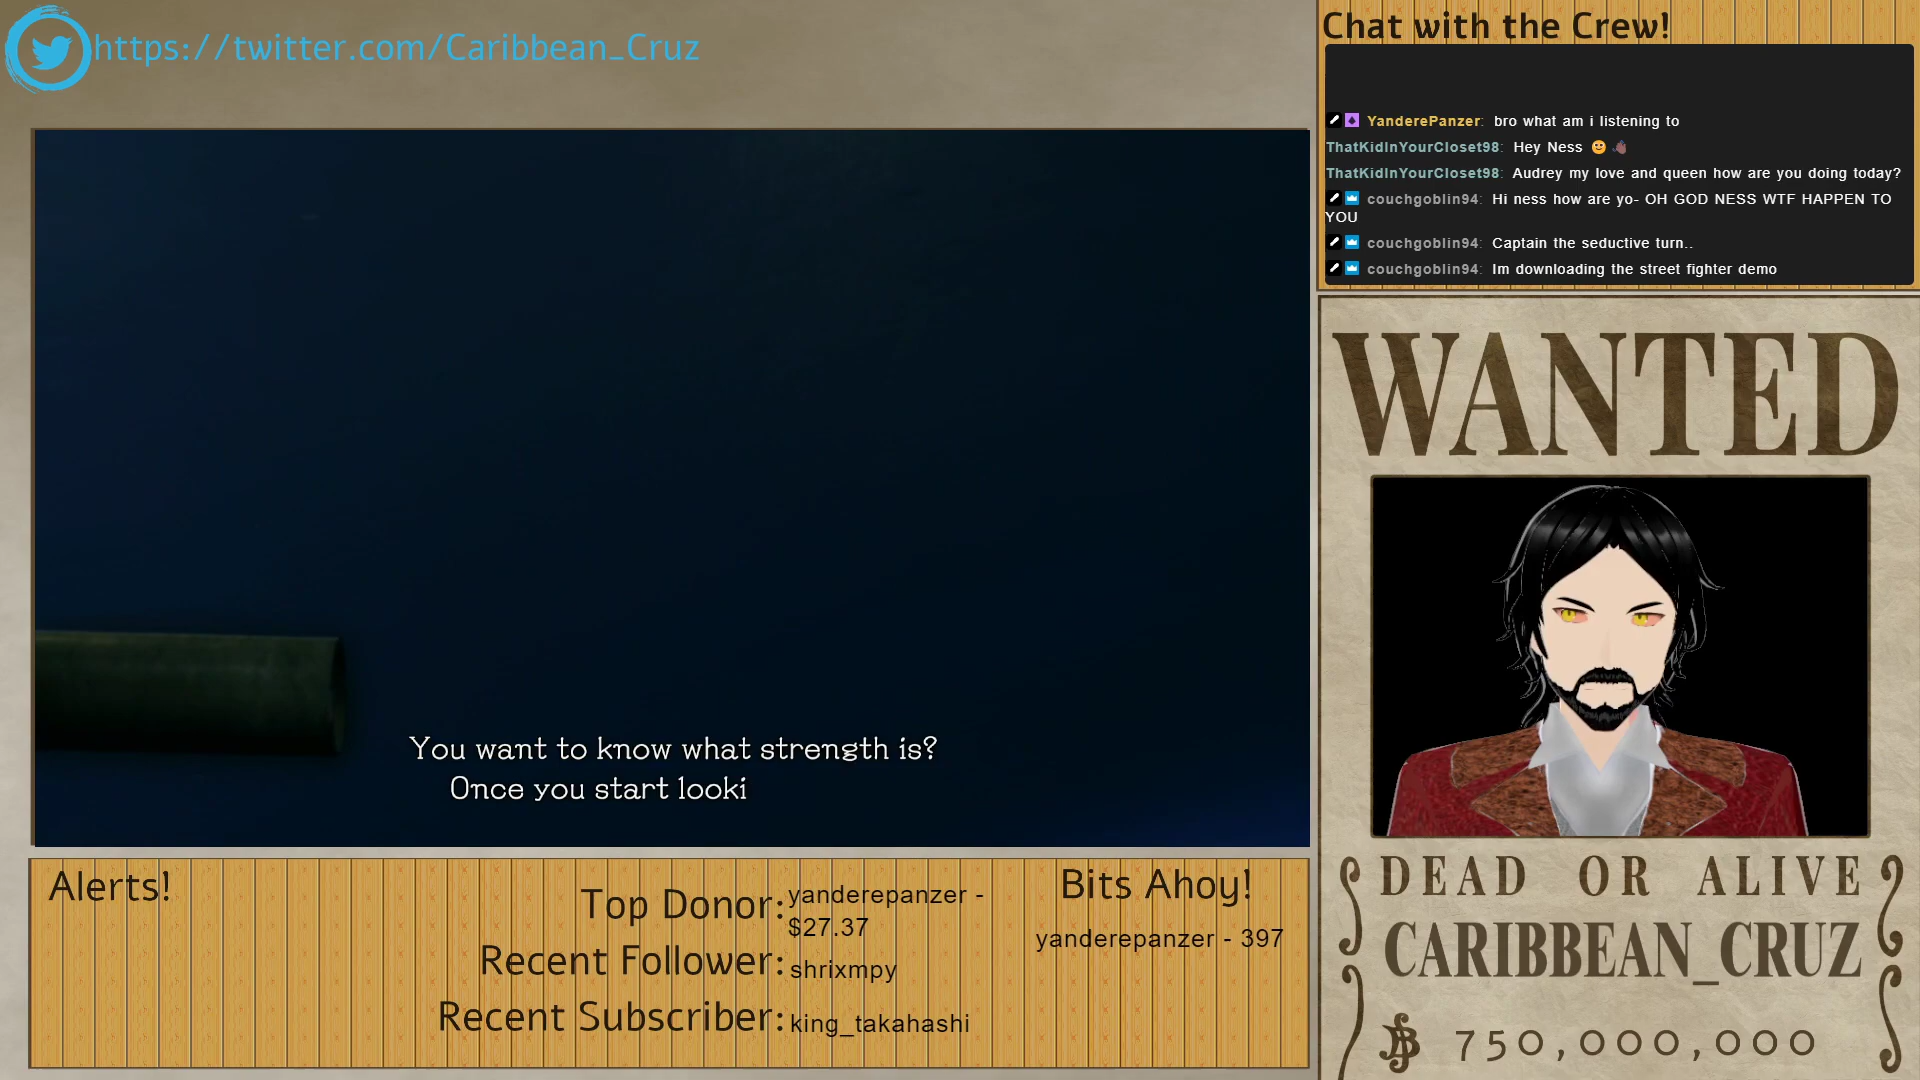 https://twitter.com/Caribbean_Cruz
Chat with the Crew!
YanderePanzer: bro what am i listening to
ThatKidInYourCloset98: Hey Ness
ThatKidInYourCloset98: Audrey my love and queen how are you doing today?
couchgoblin94: Hi ness how are yo- OH GOD NESS WTF HAPPEN TO
YOU
couchgoblin94: Captain the seductive turn..
couchgoblin94: Im downloading the street fighter demo
You want to know what strength is?
Once you start looki
WANTED
DEAD OR ALIVE
CARIBBEAN_CRUZ
750,000,000
Alerts!
Top Donor: yanderepanzer -
$27.37
Recent Follower: shrixmpy
Recent Subscriber: king_takahashi
Bits Ahoy!
yanderepanzer - 397